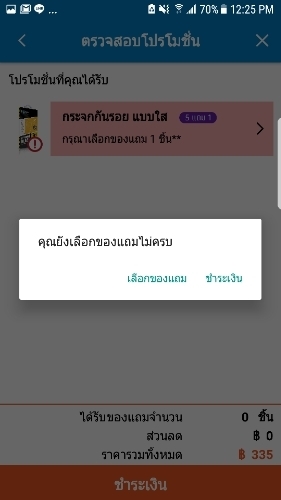 ... 70% 12:25 PM
ตรวจสอบโปรโมชั่น
โปรโมชั่นที่คุณได้รับ
กระจกกันรอย แบบใส 5 แถม 1
กรุณาเลือกของแถม 1 ชิ้น**
คุณยังเลือกของแถมไม่ครบ
เลือกของแถม ชำระเงิน
ได้รับของแถมจำนวน 0 ชิ้น
ส่วนลด ฿ 0
ราคารวมทั้งหมด ฿ 335
ชำระเงิน